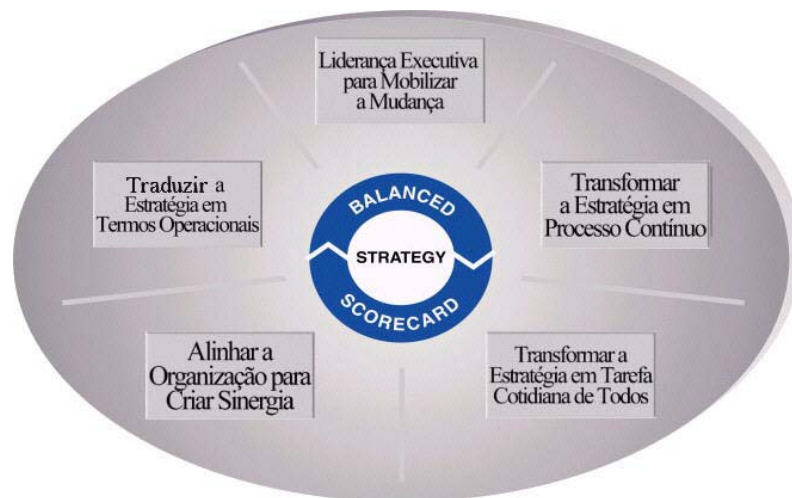 Liderança Executiva
para Mobilizar
a Mudança
Traduzir a
Estratégia em
Termos Operacionais
Transformar
a Estratégia em
Processo Contínuo
BALANCED
STRATEGY
SCORECARD
Alinhar a
Organização para
Criar Sinergia
Transformar a
Estratégia em Tarefa
Cotidiana de Todos